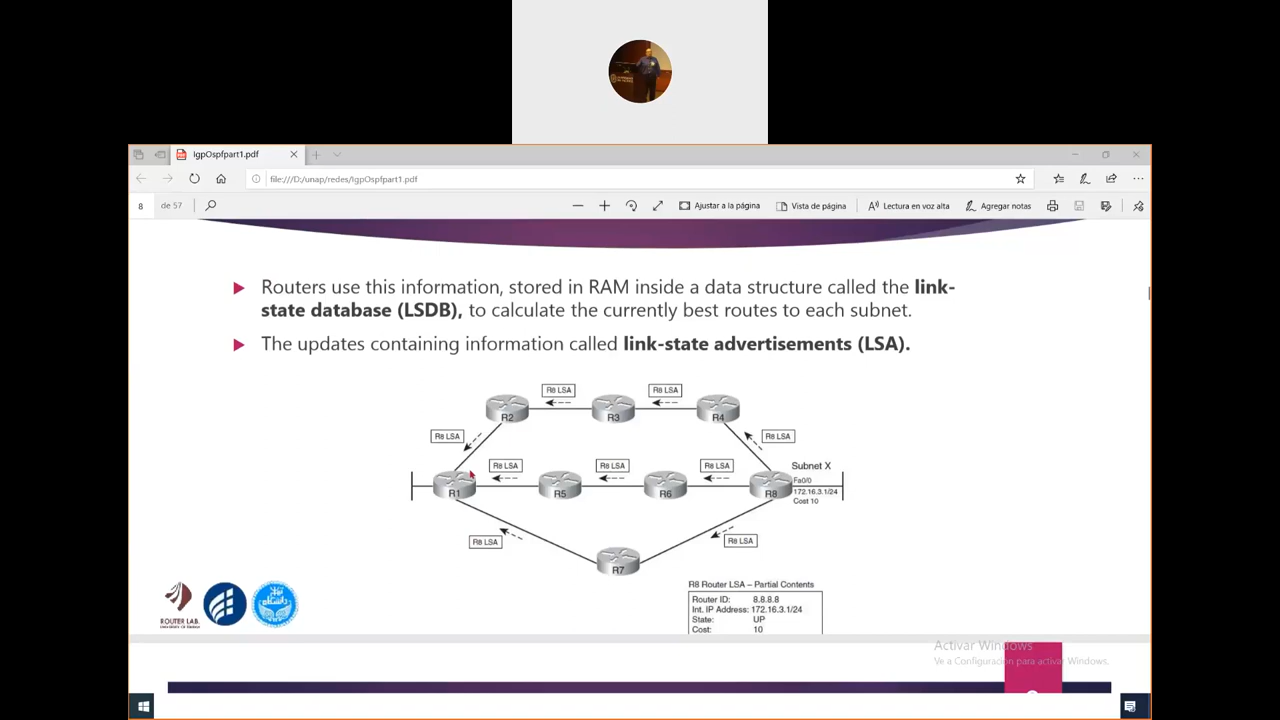 IgpOspfpart1.pdf
file:///D:/unap/redes/IgpOspfpart1.pdf
8 de 57
Ajustar a la página
Vista de página
Lectura en voz alta
Agregar notas
Routers use this information, stored in RAM inside a data structure called the link-
state database (LSDB), to calculate the currently best routes to each subnet.
The updates containing information called link-state advertisements (LSA).
R8 LSA
R8 LSA
R2
R3
R4
R8 LSA
R8 LSA
R8 LSA
R8 LSA
R8 LSA
Subnet X
Fa0/0
172.16.3.1/24
Cost 10
R1
R5
R6
R8
R8 LSA
R8 LSA
R7
R8 Router LSA – Partial Contents
Router ID: 8.8.8.8
Int. IP Address: 172.16.3.1/24
State: UP
Cost: 10
ROUTER LAB.
Activar Windows
Ve a Configuración para activar Windows.